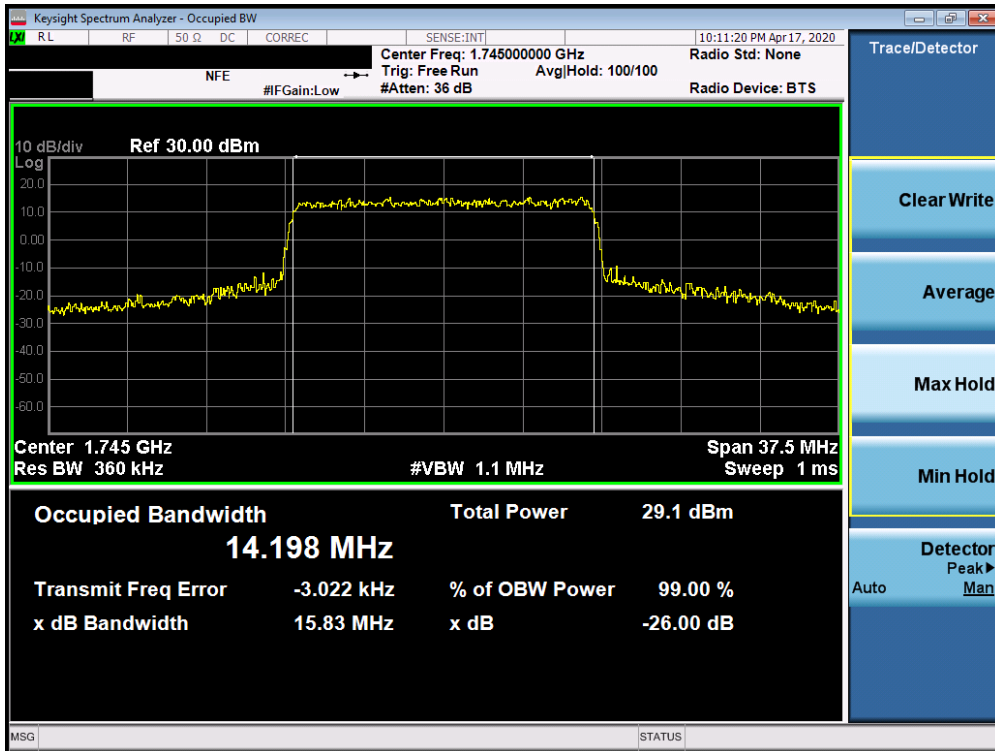 Keysight Spectrum Analyzer - Occupied BW
LXI RL RF 50 Ω DC CORREC SENSE:INT 10:11:20 PM Apr 17, 2020
Center Freq: 1.745000000 GHz Radio Std: None
NFE Trig: Free Run Avg|Hold: 100/100
#IFGain:Low #Atten: 36 dB Radio Device: BTS
Trace/Detector
10 dB/div Ref 30.00 dBm
Log
20.0
10.0
0.00
-10.0
-20.0
-30.0
-40.0
-50.0
-60.0
Center 1.745 GHz Span 37.5 MHz
Res BW 360 kHz #VBW 1.1 MHz Sweep 1 ms
Occupied Bandwidth Total Power 29.1 dBm
14.198 MHz
Transmit Freq Error -3.022 kHz % of OBW Power 99.00 %
x dB Bandwidth 15.83 MHz x dB -26.00 dB
Clear Write
Average
Max Hold
Min Hold
Detector
Peak▶
Auto Man
MSG STATUS